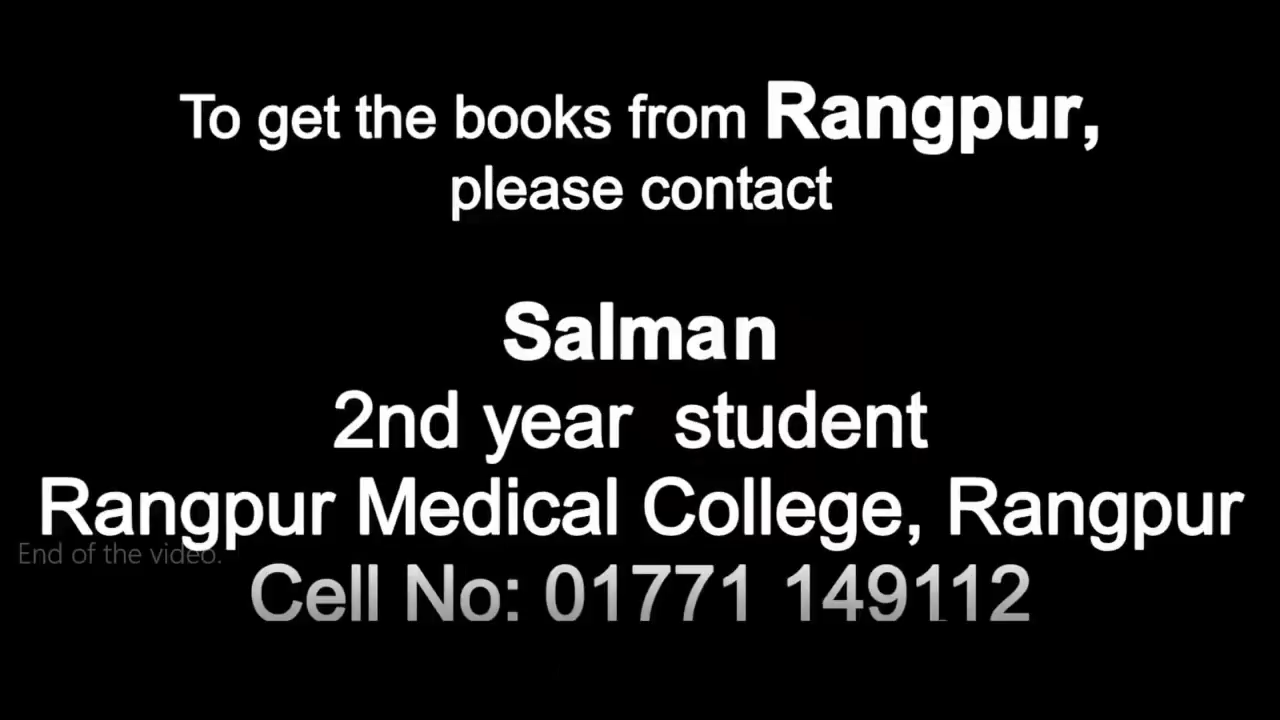 To get the books from Rangpur,
please contact
Salman
2nd year student
Rangpur Medical College, Rangpur
End of the video.
Cell No: 01771 149112